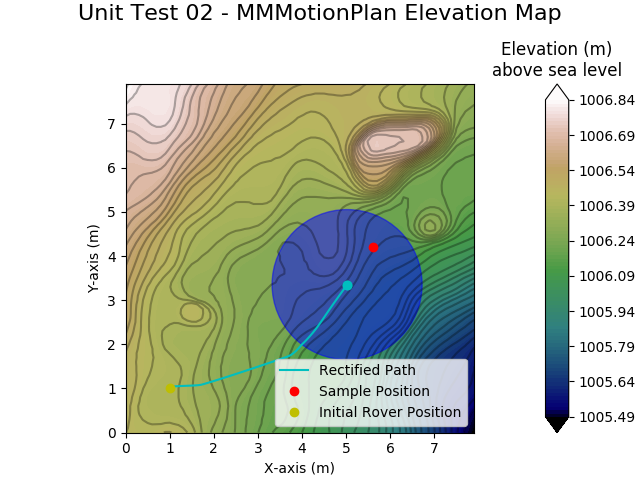 Unit Test 02 - MMMotionPlan Elevation Map
Elevation (m)
above sea level
1006.84
1006.69
1006.54
1006.39
1006.24
1006.09
1005.94
1005.79
1005.64
1005.49
Y-axis (m)
7
6
5
4
3
2
1
0
Rectified Path
Sample Position
Initial Rover Position
0 1 2 3 4 5 6 7
X-axis (m)